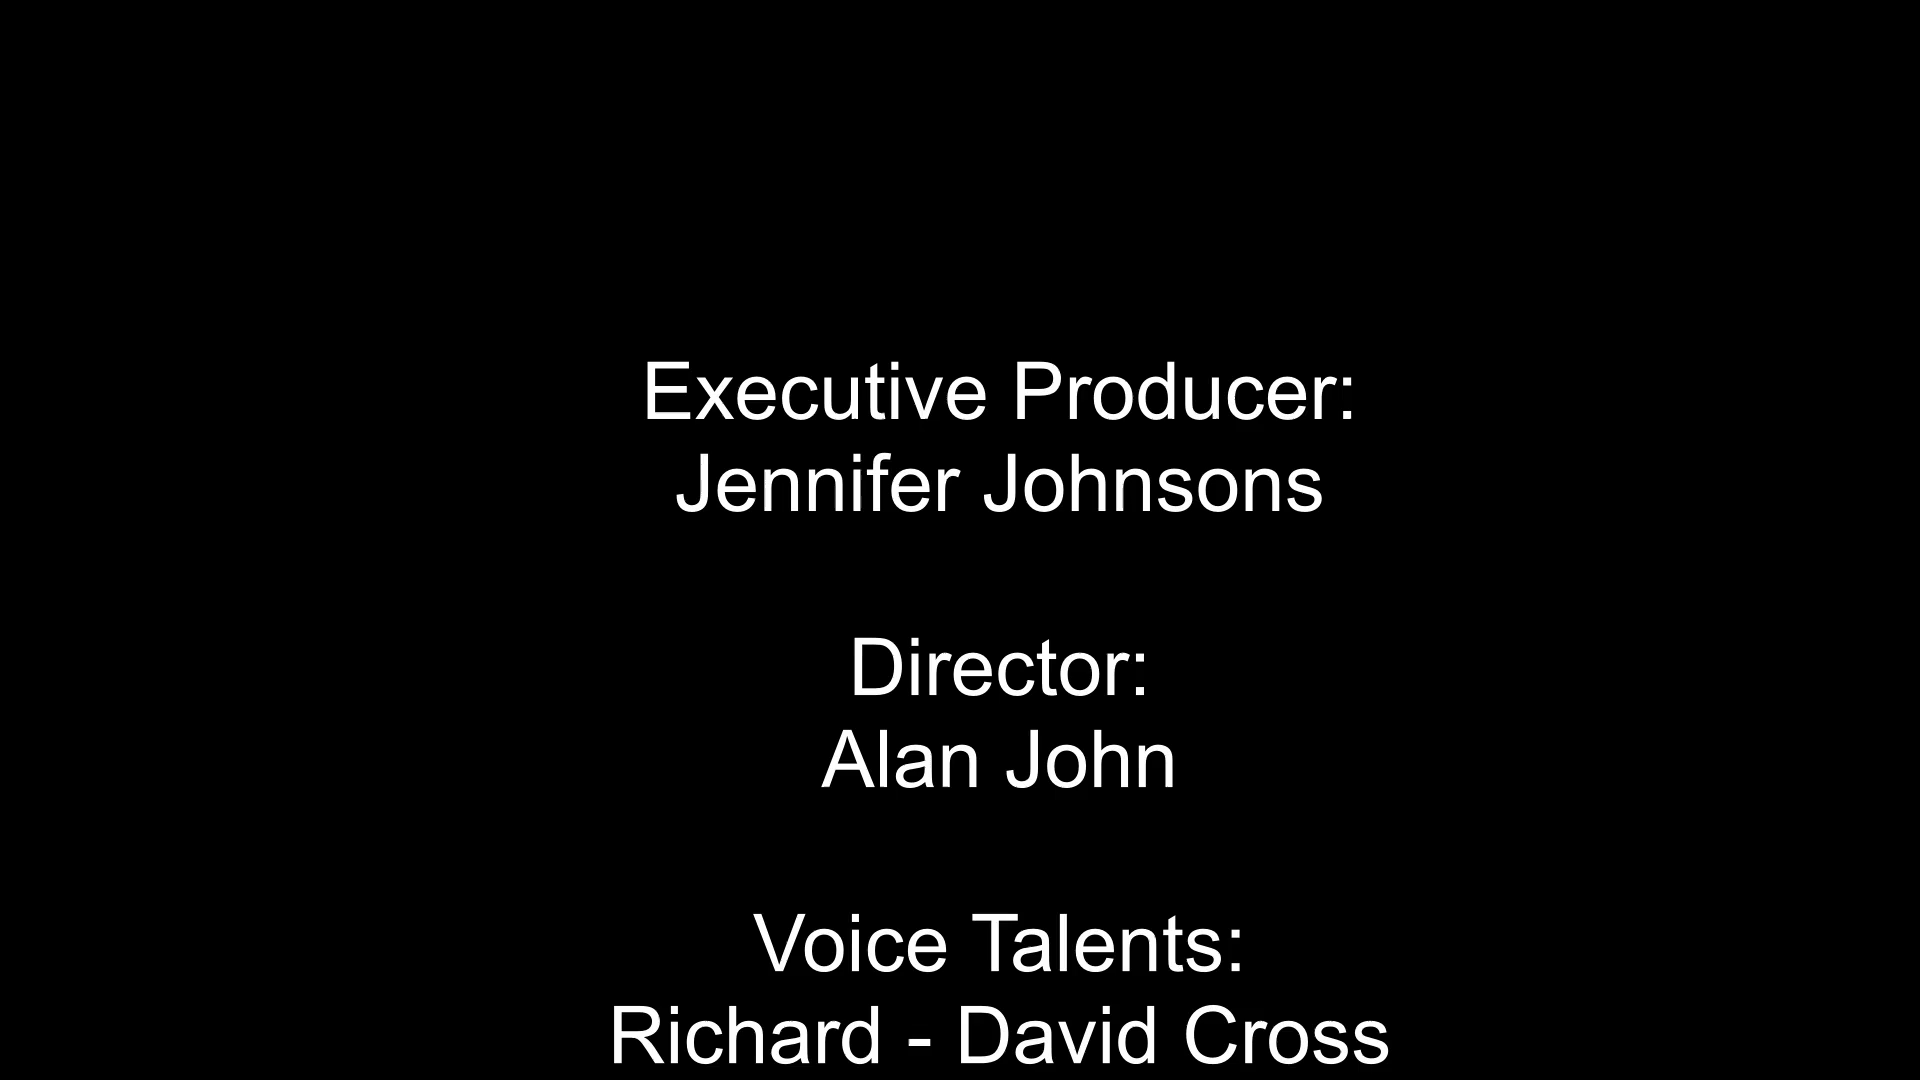 Executive Producer:
Jennifer Johnsons
Director:
Alan John
Voice Talents:
Richard - David Cross